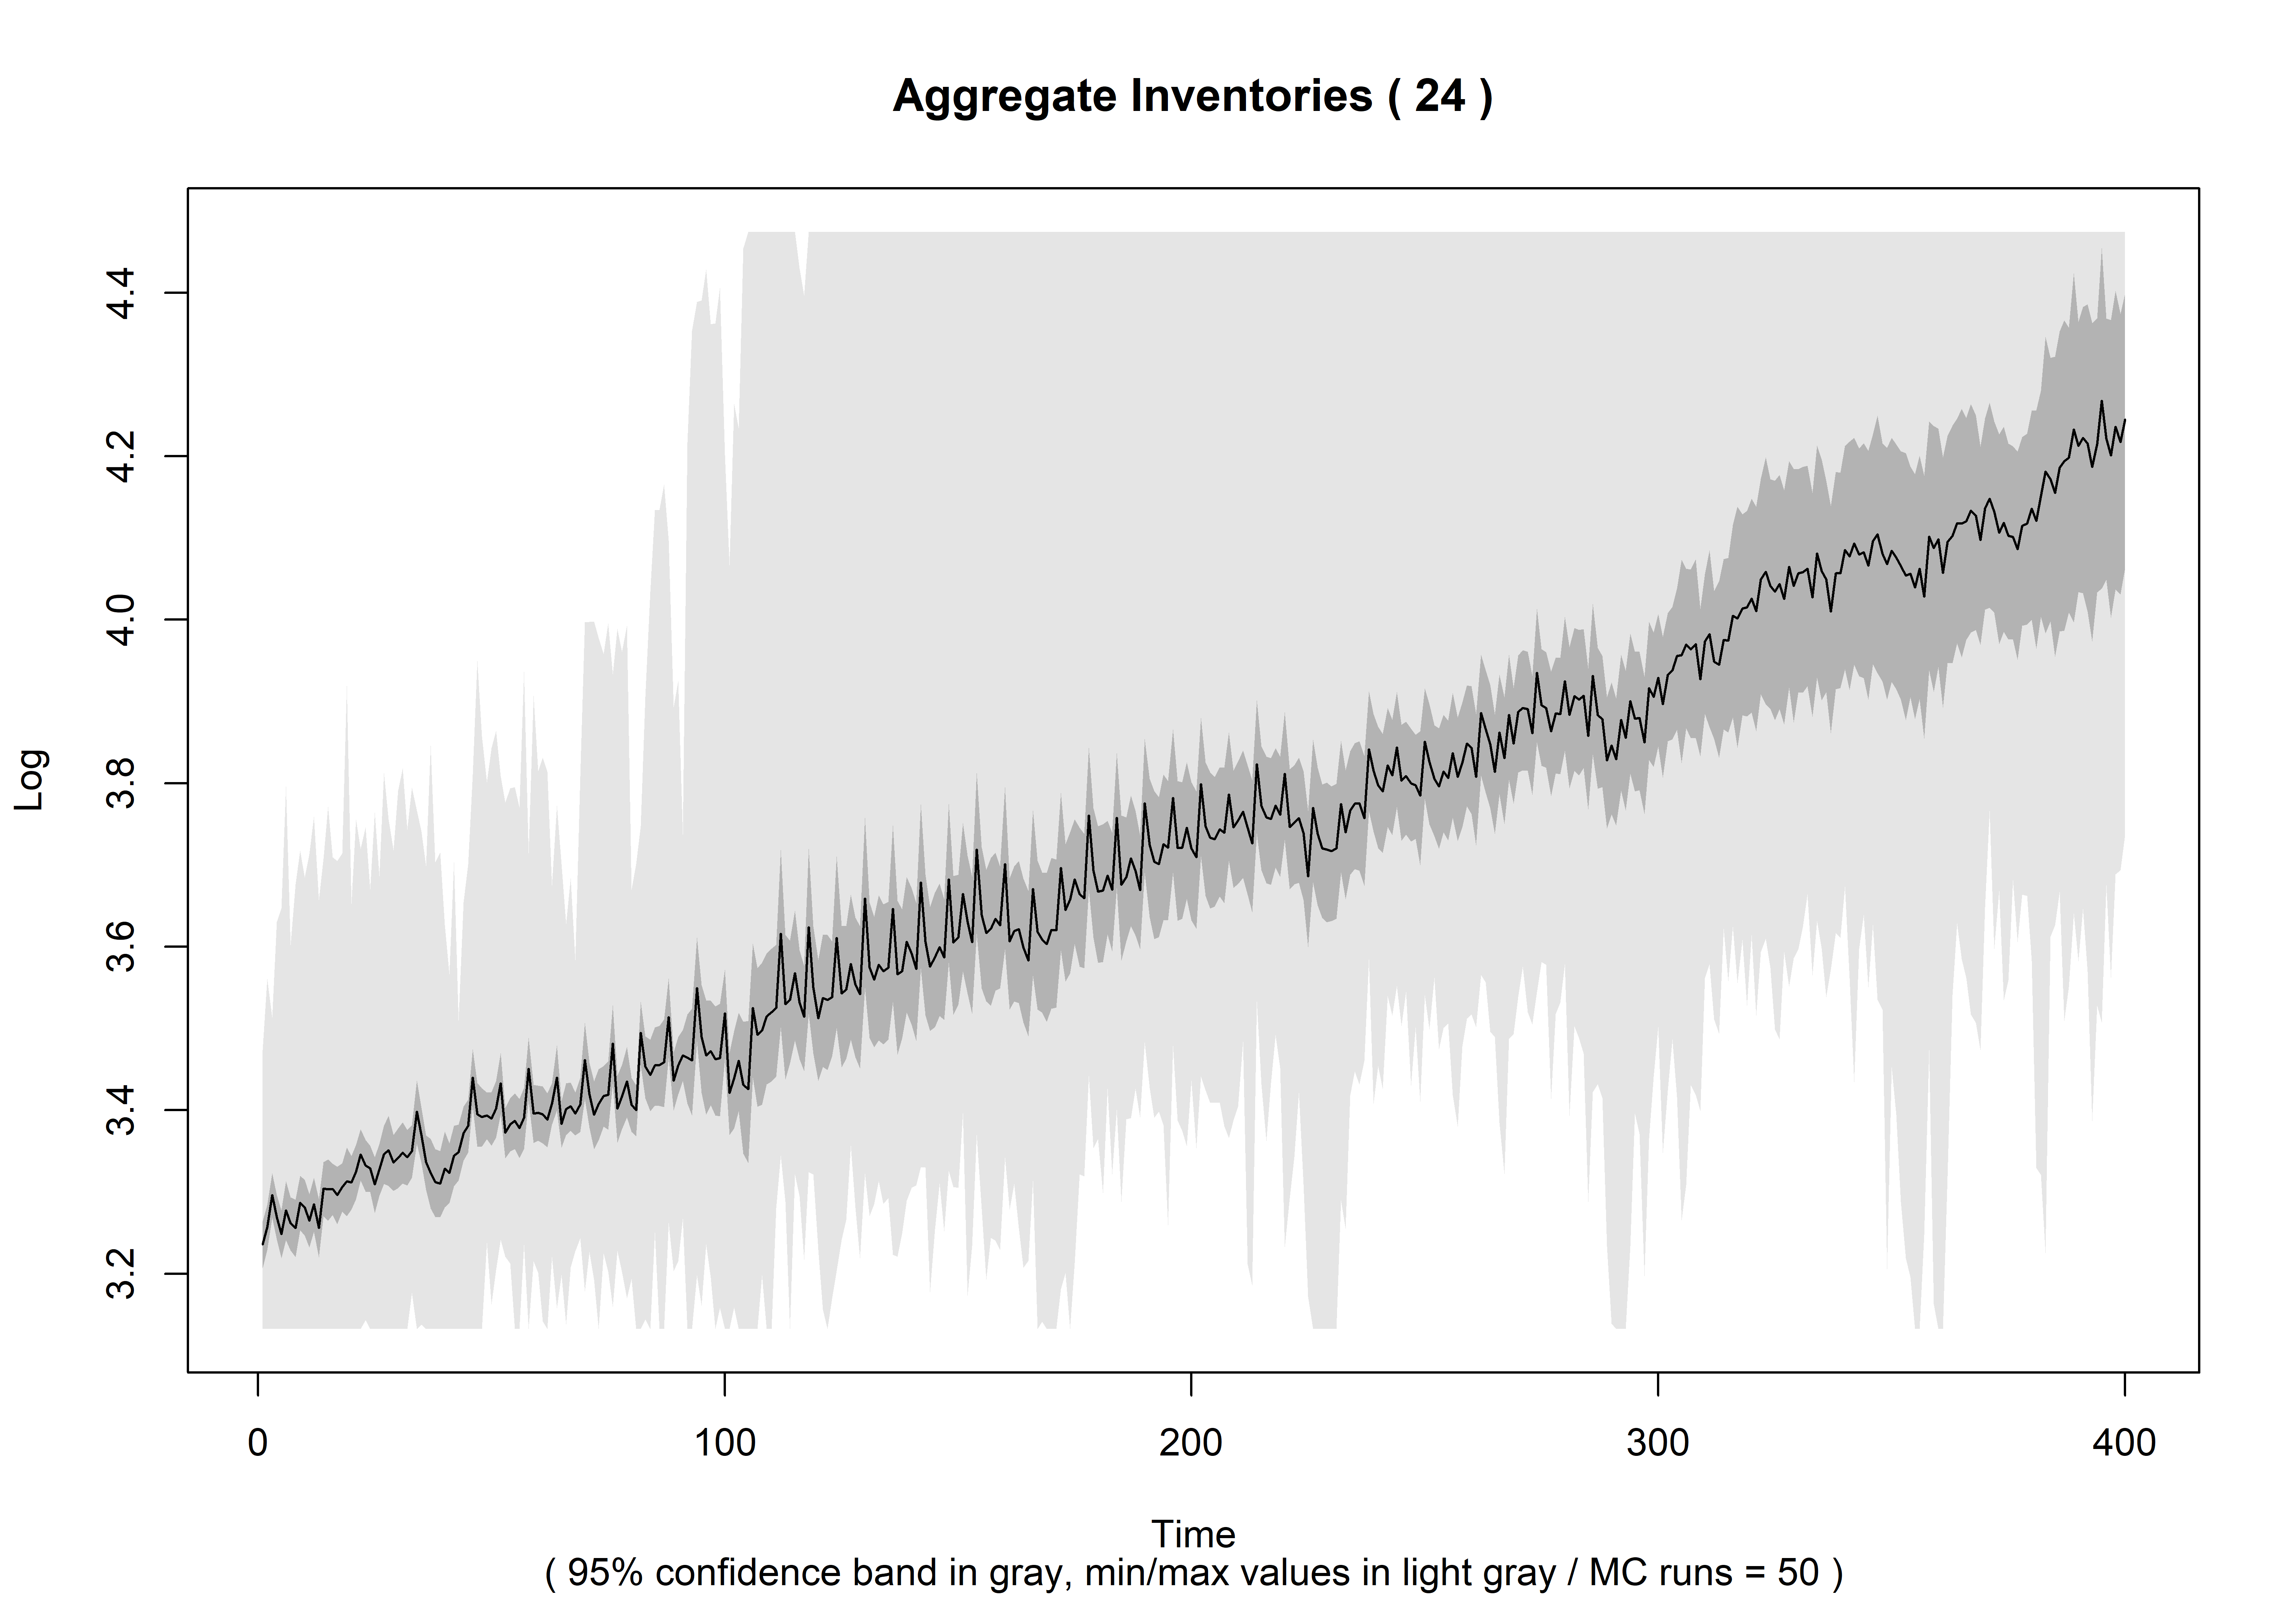 Aggregate Inventories ( 24 )
Log
4.4
4.2
4.0
3.8
3.6
3.4
3.2
0 100 200 300 400
Time
( 95% confidence band in gray, min/max values in light gray / MC runs = 50 )